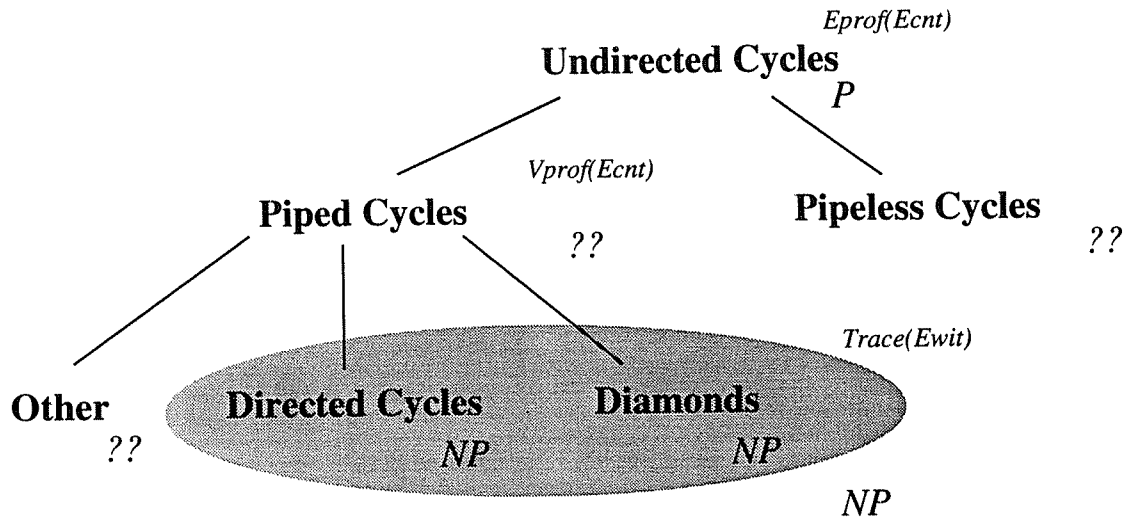 Eprof(Ecnt)
Undirected Cycles
P
Vprof(Ecnt)
Piped Cycles
??
Pipeless Cycles
??
Trace(Ewit)
Other
??
Directed Cycles
NP
Diamonds
NP
NP